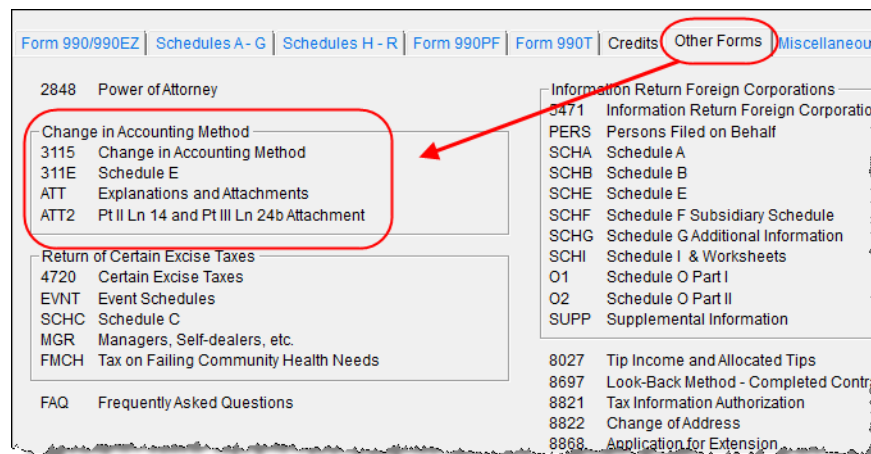 Form 990/990EZ Schedules A - G Schedules H - R Form 990PF Form 990T Credits Other Forms Miscellaneou
2848 Power of Attorney
Change in Accounting Method
3115 Change in Accounting Method
311E Schedule E
ATT Explanations and Attachments
ATT2 Pt II Ln 14 and Pt III Ln 24b Attachment
Return of Certain Excise Taxes
4720 Certain Excise Taxes
EVNT Event Schedules
SCHC Schedule C
MGR Managers, Self-dealers, etc.
FMCH Tax on Failing Community Health Needs
FAQ Frequently Asked Questions
Information Return Foreign Corporations
5471 Information Return Foreign Corporatio
PERS Persons Filed on Behalf
SCHA Schedule A
SCHB Schedule B
SCHE Schedule E
SCHF Schedule F Subsidiary Schedule
SCHG Schedule G Additional Information
SCHI Schedule I & Worksheets
O1 Schedule O Part I
O2 Schedule O Part II
SUPP Supplemental Information
8027 Tip Income and Allocated Tips
8697 Look-Back Method - Completed Contr
8821 Tax Information Authorization
8822 Change of Address
8868 Application for Extension